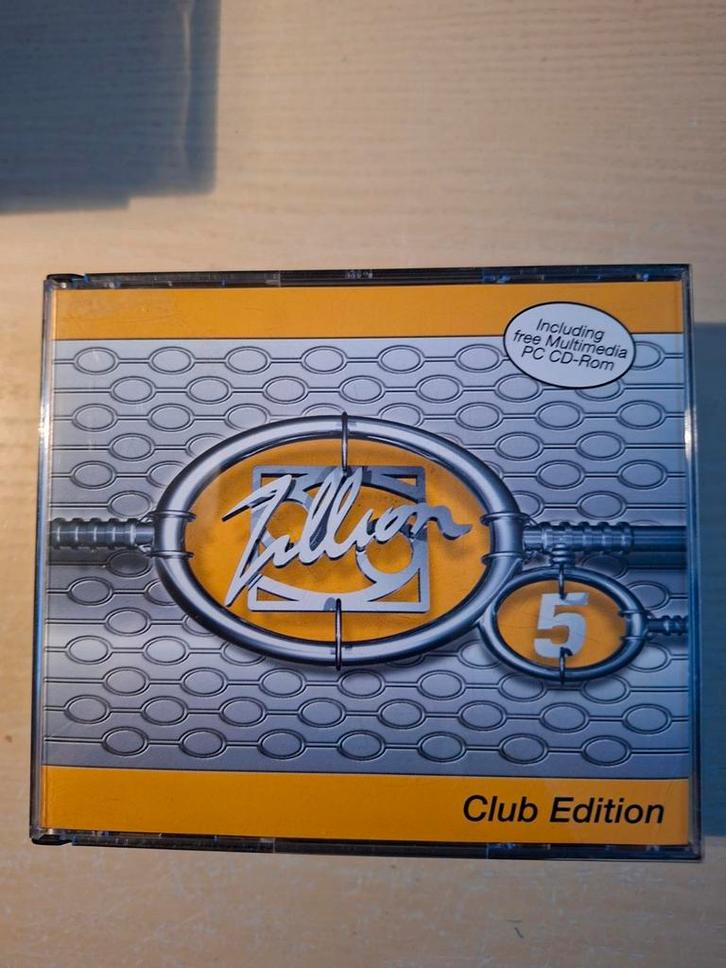 Including
free Multimedia
PC CD-Rom
Zillion
5
Club Edition